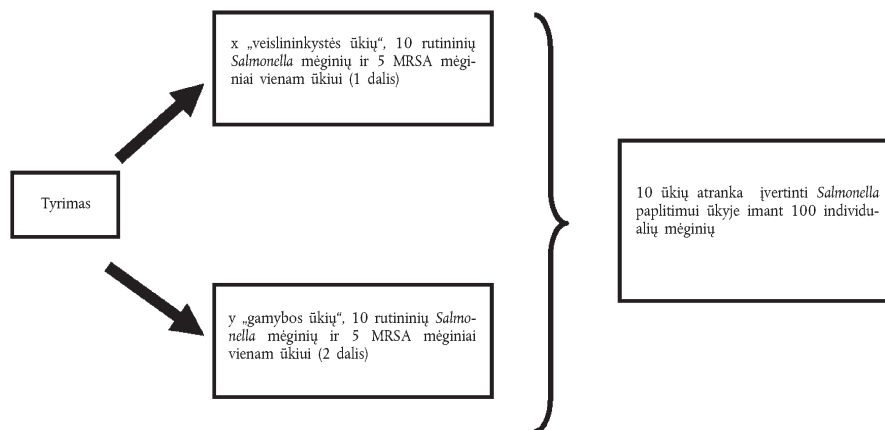 x „veislininkystės ūkių“, 10 rutininių
Salmonella mėginių ir 5 MRSA mėgi-
niai vienam ūkiui (1 dalis)
Tyrimas
y „gamybos ūkių“, 10 rutininių Salmo-
nella mėginių ir 5 MRSA mėginiai
vienam ūkiui (2 dalis)
10 ūkių atranka įvertinti Salmonella
paplitimui ūkyje imant 100 individu-
alių mėginių